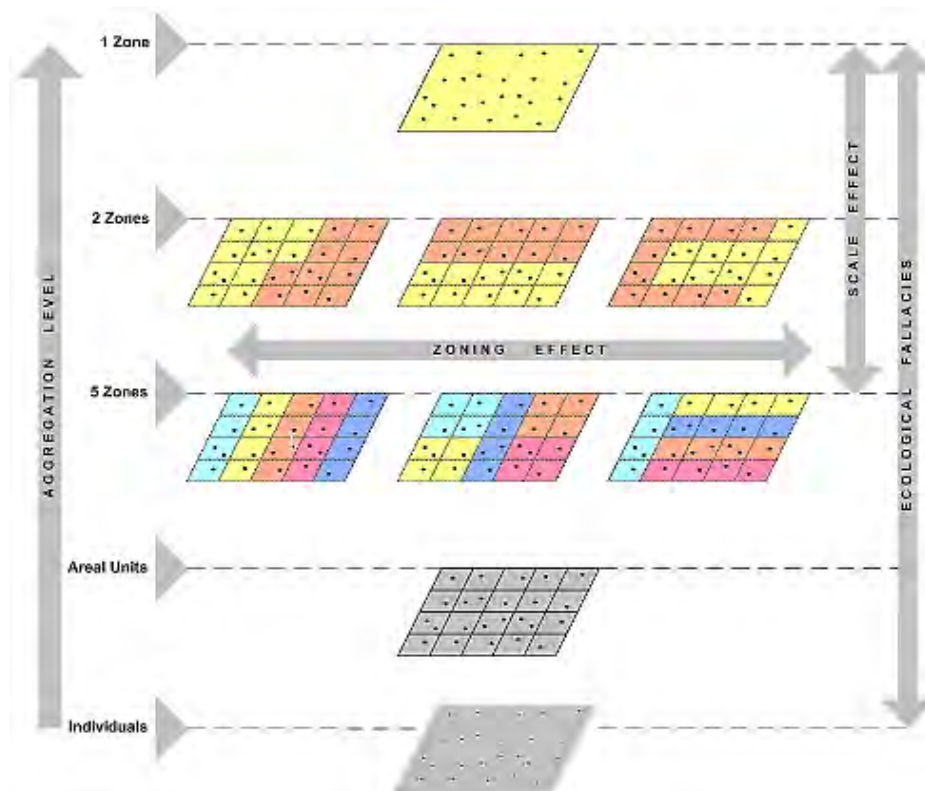 1 Zone
2 Zones
ZONING EFFECT
5 Zones
Areal Units
Individuals
AGGREGATION LEVEL
SCALE EFFECT
ECOLOGICAL FALLACIES